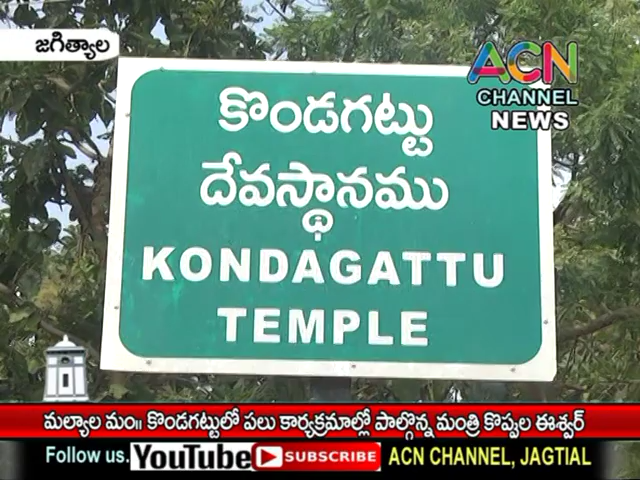 జగిత్యాల
ACN
CHANNEL
NEWS
కొండగట్టు
దేవస్థానము
KONDAGATTU
TEMPLE
మల్యాల మం॥ కొండగట్టులో పలు కార్యక్రమాల్లో పాల్గొన్న మంత్రి కొప్పుల ఈశ్వర్
Follow us. YouTube SUBSCRIBE ACN CHANNEL, JAGTIAL